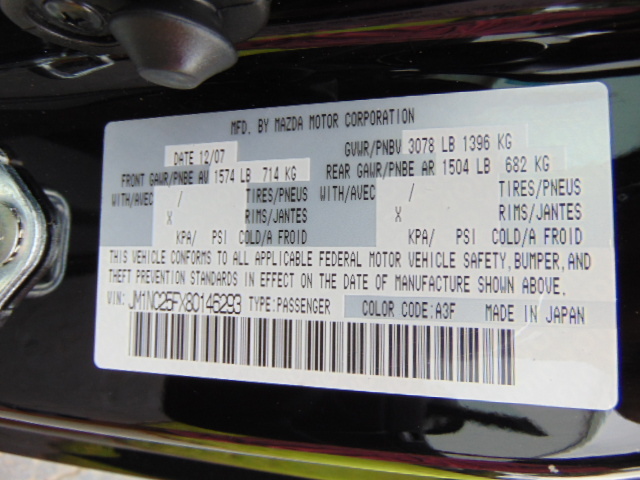 MFD. BY MAZDA MOTOR CORPORATION
DATE 12/07 GVWR/PNBV 3078 LB 1396 KG
FRONT GAWR/PNBE AV 1574 LB 714 KG REAR GAWR/PNBE AR 1504 LB 682 KG
WITH/AVEC / TIRES/PNEUS WITH/AVEC / TIRES/PNEUS
X RIMS/JANTES X RIMS/JANTES
KPA/ PSI COLD/A FROID KPA/ PSI COLD/A FROID
THIS VEHICLE CONFORMS TO ALL APPLICABLE FEDERAL MOTOR VEHICLE SAFETY, BUMPER, AND
THEFT PREVENTION STANDARDS IN EFFECT ON THE DATE OF MANUFACTURE SHOWN ABOVE.
VIN: JM1NC25FX80146293 TYPE:PASSENGER COLOR CODE: A3F MADE IN JAPAN